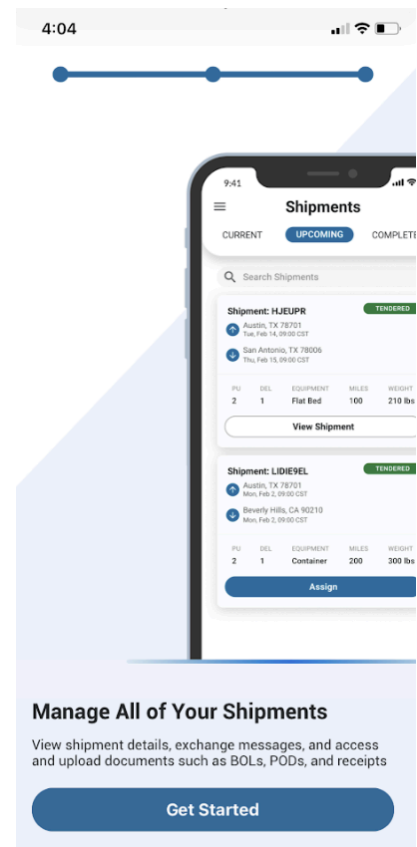 4:04
9:41
Shipments
CURRENT UPCOMING COMPLETE
Search Shipments
Shipment: HJEUPR TENDERED
Austin, TX 78701
Tue, Feb 14, 09:00 CST
San Antonio, TX 78006
Thu, Feb 15, 09:00 CST
PU DEL EQUIPMENT MILES WEIGHT
2 1 Flat Bed 100 210 lbs
View Shipment
Shipment: LIDIE9EL TENDERED
Austin, TX 78701
Mon, Feb 2, 09:00 CST
Beverly Hills, CA 90210
Mon, Feb 2, 09:00 CST
PU DEL EQUIPMENT MILES WEIGHT
2 1 Container 200 300 lbs
Assign
Manage All of Your Shipments
View shipment details, exchange messages, and access
and upload documents such as BOLs, PODs, and receipts
Get Started